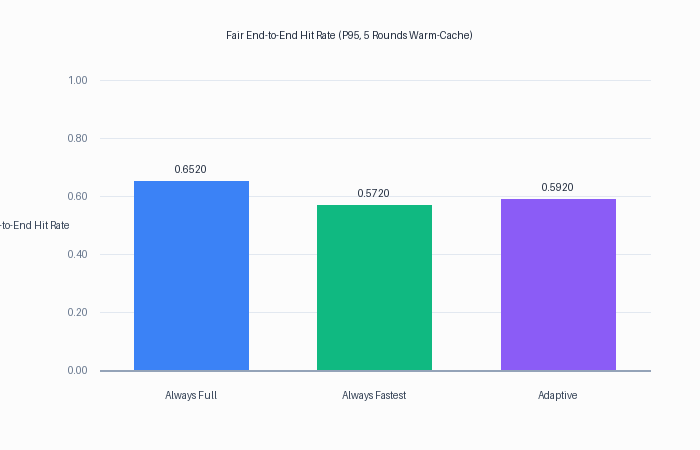 Fair End-to-End Hit Rate (P95, 5 Rounds Warm-Cache)
1.00
0.80
0.6520
0.60
0.5720
0.5920
-to-End Hit Rate
0.40
0.20
0.00
Always Full
Always Fastest
Adaptive